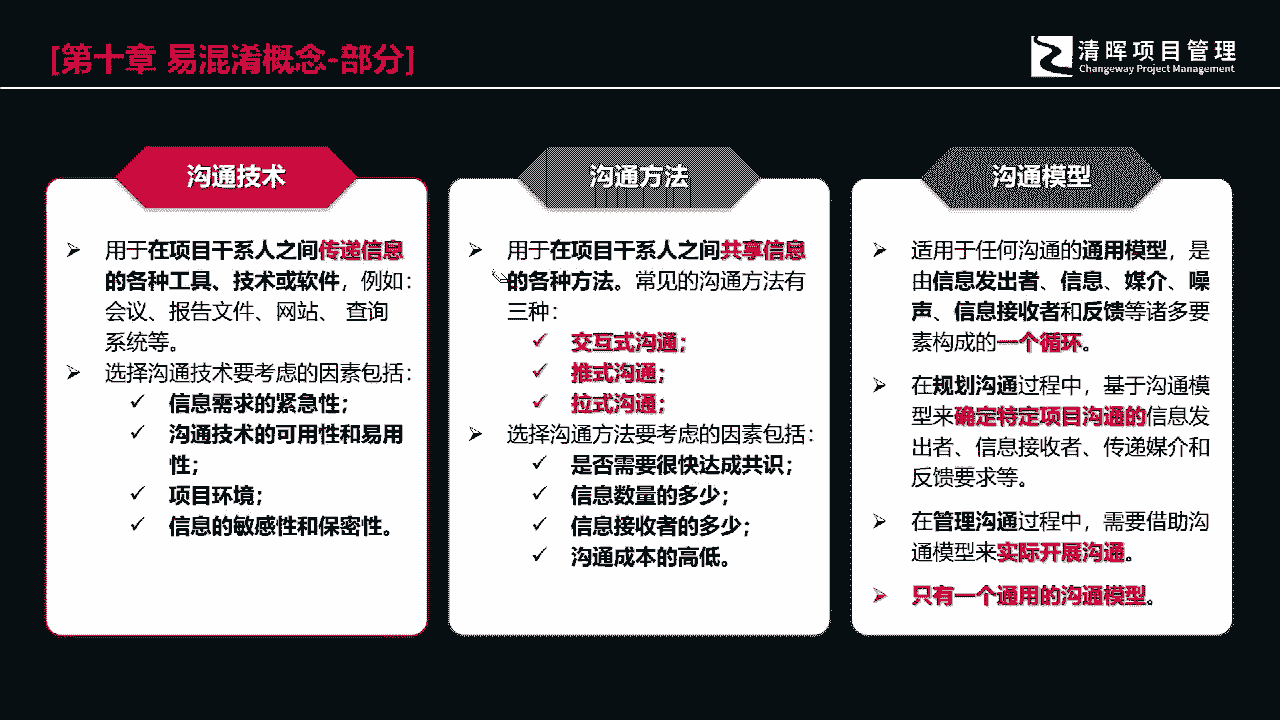 [第十章 易混淆概念-部分]
清晖项目管理
Changeway Project Management
沟通技术
用于在项目干系人之间传递信息
的各种工具、技术或软件，例如：
会议、报告文件、网站、 查询
系统等。
选择沟通技术要考虑的因素包括：
信息需求的紧急性；
沟通技术的可用性和易用
性；
项目环境；
信息的敏感性和保密性。
沟通方法
用于在项目干系人之间共享信息
的各种方法。常见的沟通方法有
三种：
交互式沟通；
推式沟通；
拉式沟通；
选择沟通方法要考虑的因素包括：
是否需要很快达成共识；
信息数量的多少；
信息接收者的多少；
沟通成本的高低。
沟通模型
适用于任何沟通的通用模型，是
由信息发出者、信息、媒介、噪
声、信息接收者和反馈等诸多要
素构成的一个循环。
在规划沟通过程中，基于沟通模
型来确定特定项目沟通的信息发
出者、信息接收者、传递媒介和
反馈要求等。
在管理沟通过程中，需要借助沟
通模型来实际开展沟通。
只有一个通用的沟通模型。